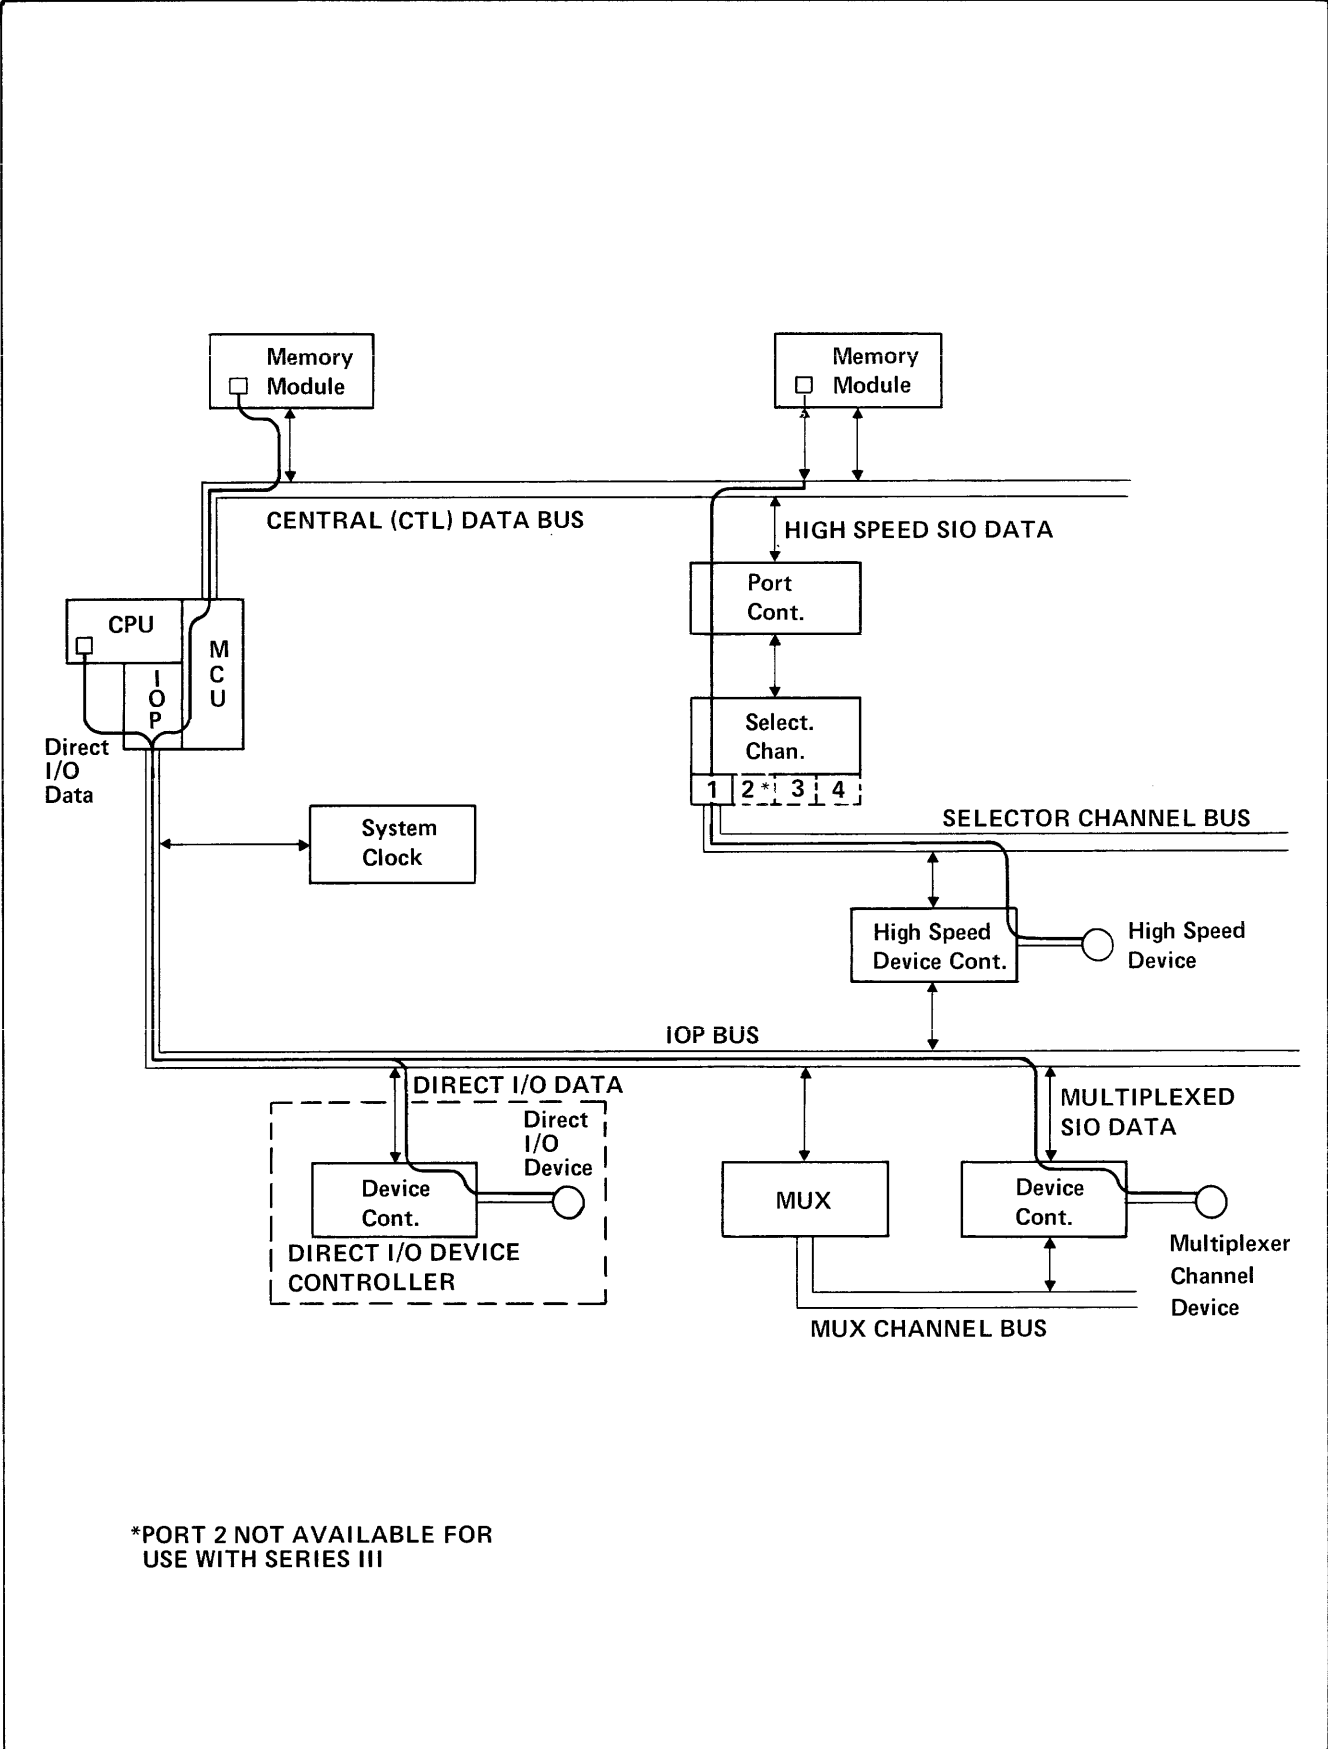 Memory
Module
Memory
Module
CENTRAL (CTL) DATA BUS
HIGH SPEED SIO DATA
Port
Cont.
CPU
M
C
U
I
O
P
Select.
Chan.
Direct
I/O
Data
1 2* 3 4
System
Clock
SELECTOR CHANNEL BUS
High Speed
Device Cont.
High Speed
Device
IOP BUS
DIRECT I/O DATA
MULTIPLEXED
SIO DATA
Direct
I/O
Device
Device
Cont.
MUX
Device
Cont.
DIRECT I/O DEVICE
CONTROLLER
Multiplexer
Channel
Device
MUX CHANNEL BUS
*PORT 2 NOT AVAILABLE FOR
USE WITH SERIES III